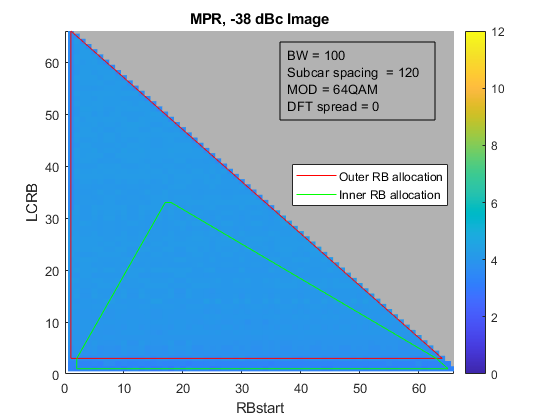 MPR, -38 dBc Image
BW = 100
Subcar spacing  = 120
MOD = 64QAM
DFT spread = 0
Outer RB allocation
Inner RB allocation
LCRB
60
50
40
30
20
10
0
0 10 20 30 40 50 60
RBstart
12
10
8
6
4
2
0